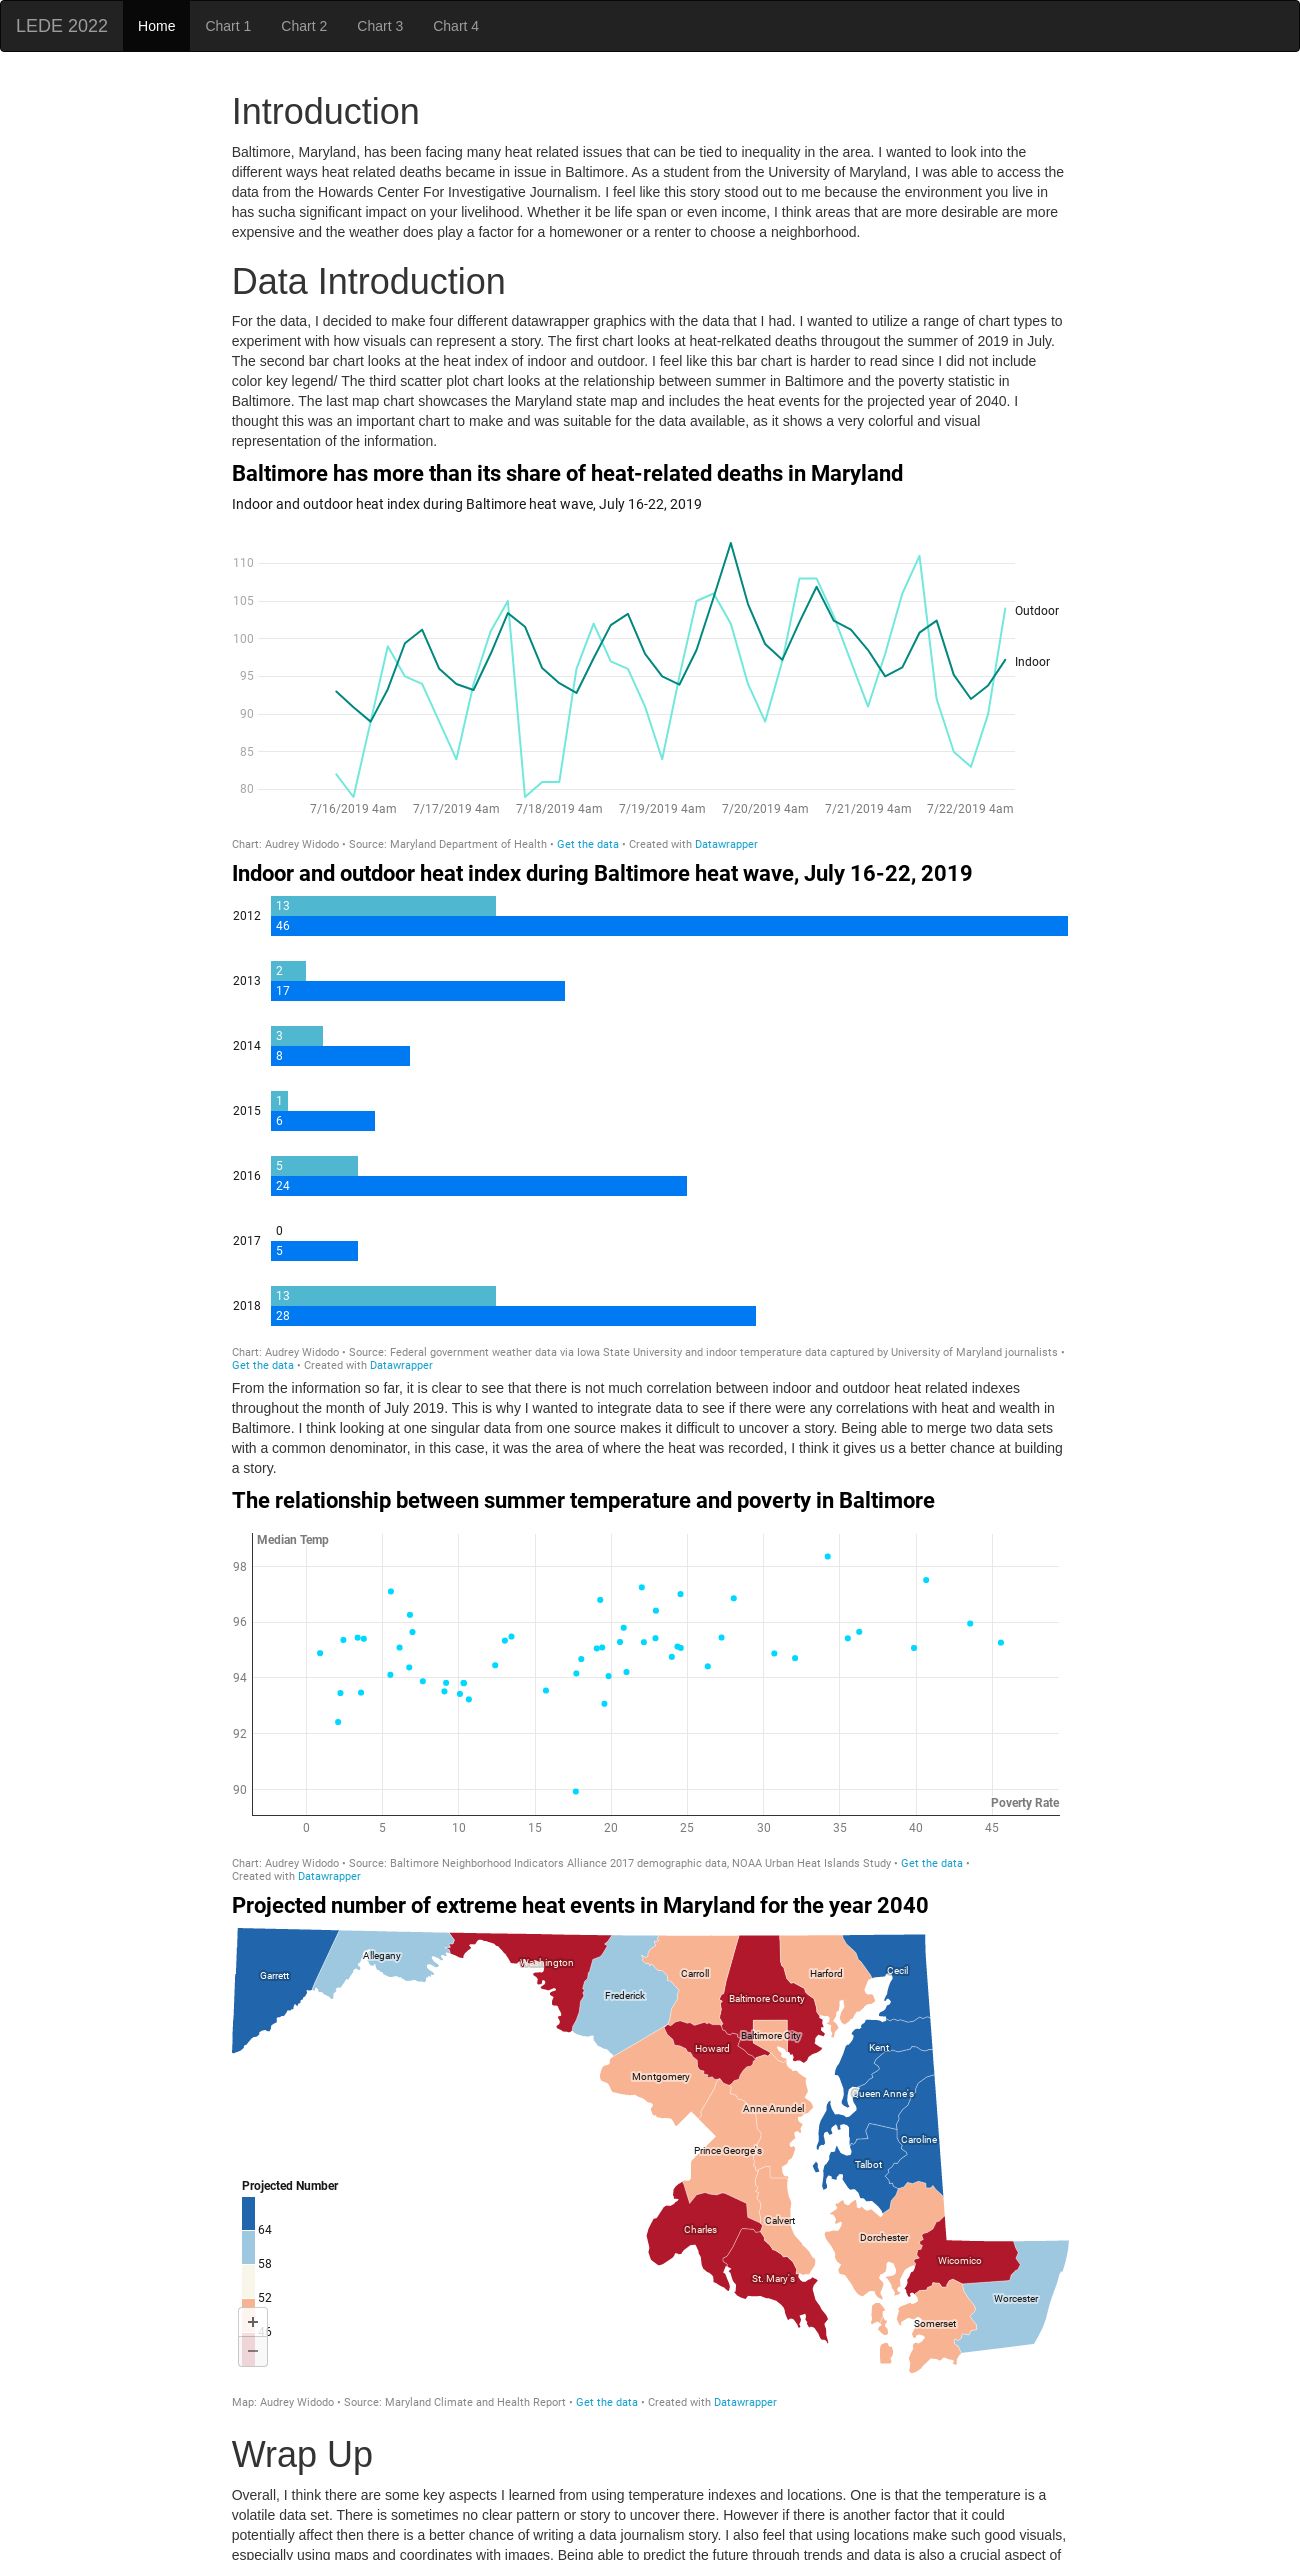 LEDE 2022 Home Chart 1 Chart 2 Chart 3 Chart 4
Introduction
Baltimore, Maryland, has been facing many heat related issues that can be tied to inequality in the area. I wanted to look into the
different ways heat related deaths became in issue in Baltimore. As a student from the University of Maryland, I was able to access the
data from the Howards Center For Investigative Journalism. I feel like this story stood out to me because the environment you live in
has sucha significant impact on your livelihood. Whether it be life span or even income, I think areas that are more desirable are more
expensive and the weather does play a factor for a homewoner or a renter to choose a neighborhood.
Data Introduction
For the data, I decided to make four different datawrapper graphics with the data that I had. I wanted to utilize a range of chart types to
experiment with how visuals can represent a story. The first chart looks at heat-relkated deaths througout the summer of 2019 in July.
The second bar chart looks at the heat index of indoor and outdoor. I feel like this bar chart is harder to read since I did not include
color key legend/ The third scatter plot chart looks at the relationship between summer in Baltimore and the poverty statistic in
Baltimore. The last map chart showcases the Maryland state map and includes the heat events for the projected year of 2040. I
thought this was an important chart to make and was suitable for the data available, as it shows a very colorful and visual
representation of the information.
Baltimore has more than its share of heat-related deaths in Maryland
Indoor and outdoor heat index during Baltimore heat wave, July 16-22, 2019
110
105
Outdoor
100
Indoor
95
90
85
80
7/16/2019 4am 7/17/2019 4am 7/18/2019 4am 7/19/2019 4am 7/20/2019 4am 7/21/2019 4am 7/22/2019 4am
Chart: Audrey Widodo • Source: Maryland Department of Health • Get the data • Created with Datawrapper
Indoor and outdoor heat index during Baltimore heat wave, July 16-22, 2019
13
2012
46
2
2013
17
3
2014
8
1
2015
6
5
2016
24
0
2017
5
13
2018
28
Chart: Audrey Widodo • Source: Federal government weather data via Iowa State University and indoor temperature data captured by University of Maryland journalists •
Get the data • Created with Datawrapper
From the information so far, it is clear to see that there is not much correlation between indoor and outdoor heat related indexes
throughout the month of July 2019. This is why I wanted to integrate data to see if there were any correlations with heat and wealth in
Baltimore. I think looking at one singular data from one source makes it difficult to uncover a story. Being able to merge two data sets
with a common denominator, in this case, it was the area of where the heat was recorded, I think it gives us a better chance at building
a story.
The relationship between summer temperature and poverty in Baltimore
Median Temp
98
96
94
92
90
Poverty Rate
0 5 10 15 20 25 30 35 40 45
Chart: Audrey Widodo • Source: Baltimore Neighborhood Indicators Alliance 2017 demographic data, NOAA Urban Heat Islands Study • Get the data •
Created with Datawrapper
Projected number of extreme heat events in Maryland for the year 2040
Allegany
Washington
Garrett
Carroll
Harford
Cecil
Frederick
Baltimore County
Baltimore City
Howard
Kent
Montgomery
Queen Anne's
Anne Arundel
Caroline
Prince George's
Talbot
Projected Number
Calvert
64
Charles
Dorchester
58
Wicomico
St. Mary's
52
Worcester
+
Somerset
−
Map: Audrey Widodo • Source: Maryland Climate and Health Report • Get the data • Created with Datawrapper
Wrap Up
Overall, I think there are some key aspects I learned from using temperature indexes and locations. One is that the temperature is a
volatile data set. There is sometimes no clear pattern or story to uncover there. However if there is another factor that it could
potentially affect then there is a better chance of writing a data journalism story. I also feel that using locations make such good visuals,
especially using maps and coordinates with images. Being able to predict the future through trends and data is also a crucial aspect of